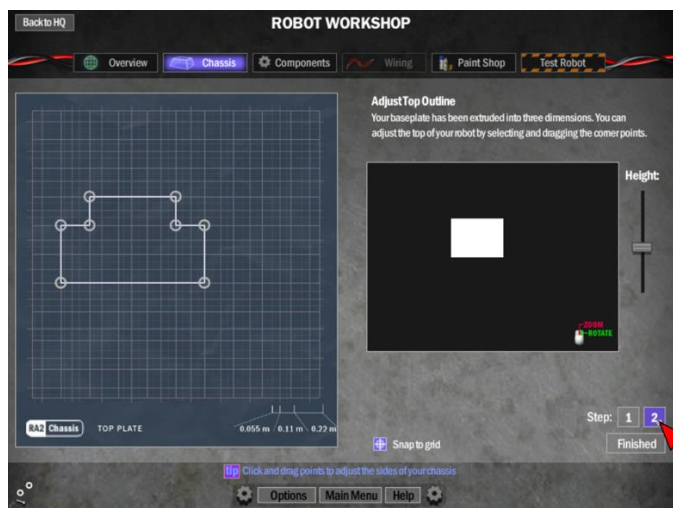 Back to HQ
ROBOT WORKSHOP
Overview
Chassis
Components
Wiring
Paint Shop
Test Robot
Adjust Top Outline
Your baseplate has been extruded into three dimensions. You can
adjust the top of your robot by selecting and dragging the corner points.
Height:
ZOOM
ROTATE
RA2 Chassis
TOP PLATE
0.055 m
0.11 m
0.22 m
Step: 1 2
Snap to grid
Finished
tip Click and drag points to adjust the sides of your chassis
Options
Main Menu
Help